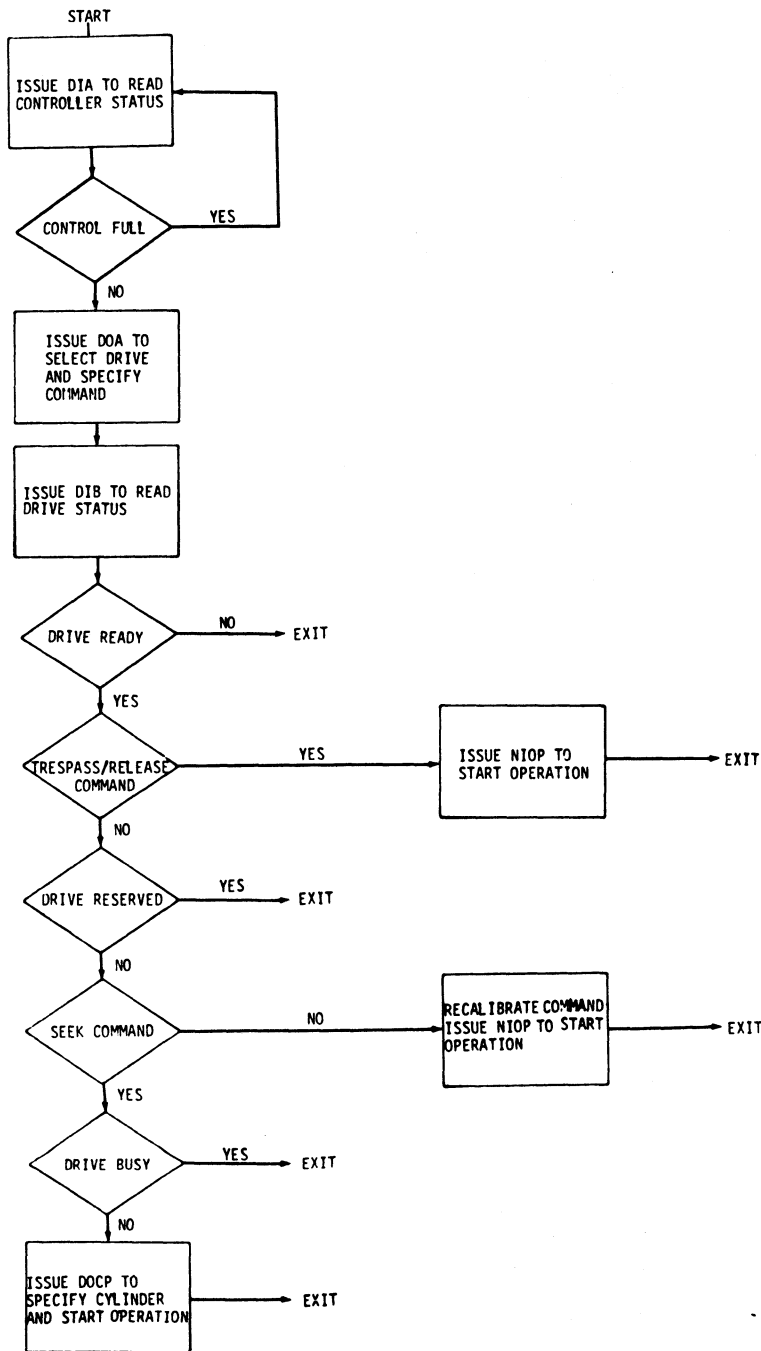 START
ISSUE DIA TO READ
CONTROLLER STATUS
CONTROL FULL
YES
NO
ISSUE DOA TO
SELECT DRIVE
AND SPECIFY
COMMAND
ISSUE DIB TO READ
DRIVE STATUS
DRIVE READY
NO
EXIT
YES
TRESPASS/RELEASE
COMMAND
YES
ISSUE NIOP TO
START OPERATION
EXIT
NO
DRIVE RESERVED
YES
EXIT
NO
SEEK COMMAND
NO
RECALIBRATE COMMAND
ISSUE NIOP TO START
OPERATION
EXIT
YES
DRIVE BUSY
YES
EXIT
NO
ISSUE DOCP TO
SPECIFY CYLINDER
AND START OPERATION
EXIT